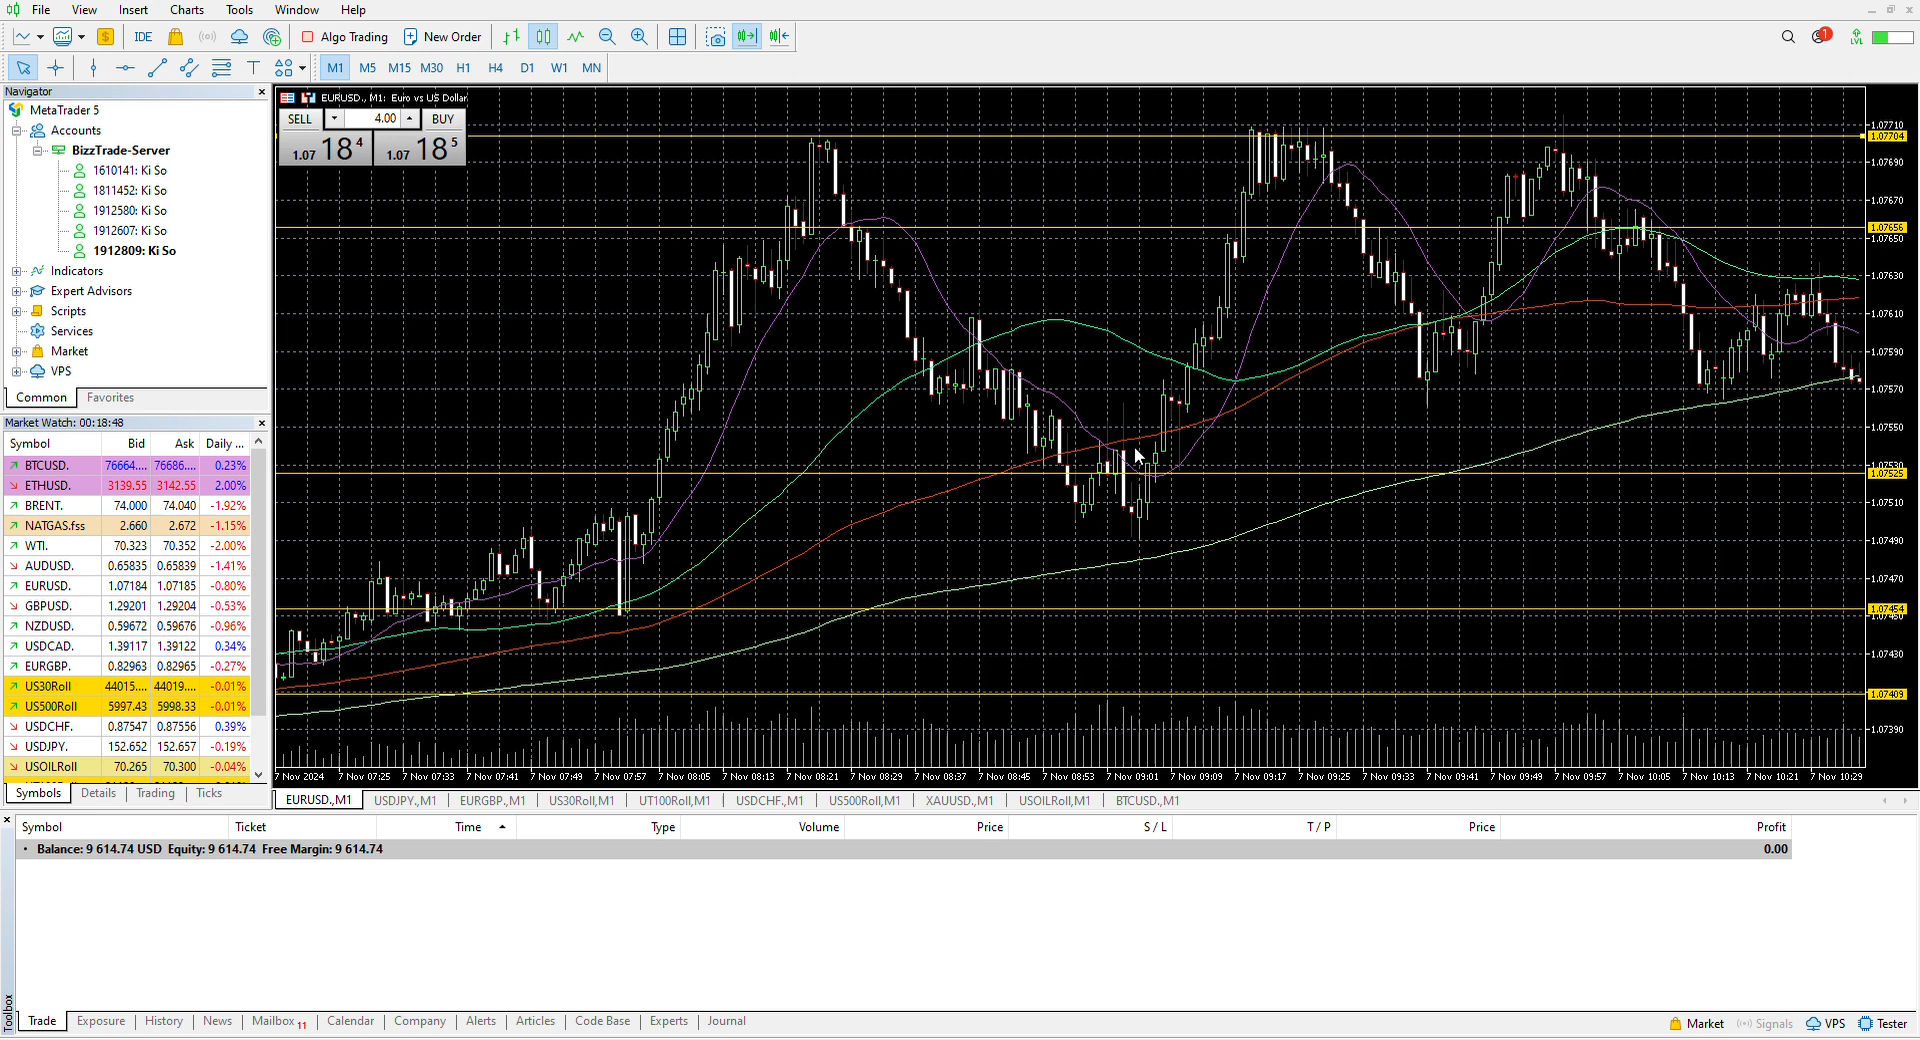 File View Insert Charts Tools Window Help
IDE Algo Trading New Order 1 LVL
T M1 M5 M15 M30 H1 H4 D1 W1 MN
Navigator
MetaTrader 5
Accounts
BizzTrade-Server
1610141: Ki So
1811452: Ki So
1912580: Ki So
1912607: Ki So
1912809: Ki So
Indicators
Expert Advisors
Scripts
Services
Market
VPS
Common Favorites
Market Watch: 00:18:48
Symbol Bid Ask Daily ...
BTCUSD. 76664.... 76686.... 0.23%
ETHUSD. 3139.55 3142.55 2.00%
BRENT. 74.000 74.040 -1.92%
NATGAS.fss 2.660 2.672 -1.15%
WTI. 70.323 70.352 -2.00%
AUDUSD. 0.65835 0.65839 -1.41%
EURUSD. 1.07184 1.07185 -0.80%
GBPUSD. 1.29201 1.29204 -0.53%
NZDUSD. 0.59672 0.59676 -0.96%
USDCAD. 1.39117 1.39122 0.34%
EURGBP. 0.82963 0.82965 -0.27%
US30Roll 44015.... 44019.... -0.01%
US500Roll 5997.43 5998.33 -0.01%
USDCHF. 0.87547 0.87556 0.39%
USDJPY. 152.652 152.657 -0.19%
USOILRoll 70.265 70.300 -0.04%
Symbols Details Trading Ticks
EURUSD., M1: Euro vs US Dollar
SELL 4.00 BUY
1.07 18 4 1.07 18 5
1.07710
1.07704
1.07690
1.07670
1.07656
1.07650
1.07630
1.07610
1.07590
1.07570
1.07550
1.07530
1.07525
1.07510
1.07490
1.07470
1.07454
1.07450
1.07430
1.07409
1.07390
7 Nov 2024 7 Nov 07:25 7 Nov 07:33 7 Nov 07:41 7 Nov 07:49 7 Nov 07:57 7 Nov 08:05 7 Nov 08:13 7 Nov 08:21 7 Nov 08:29 7 Nov 08:37 7 Nov 08:45 7 Nov 08:53 7 Nov 09:01 7 Nov 09:09 7 Nov 09:17 7 Nov 09:25 7 Nov 09:33 7 Nov 09:41 7 Nov 09:49 7 Nov 09:57 7 Nov 10:05 7 Nov 10:13 7 Nov 10:21 7 Nov 10:29
EURUSD.,M1 USDJPY.,M1 EURGBP.,M1 US30Roll,M1 UT100Roll,M1 USDCHF.,M1 US500Roll,M1 XAUUSD.,M1 USOILRoll,M1 BTCUSD.,M1
Symbol Ticket Time Type Volume Price S / L T / P Price Profit
Balance: 9 614.74 USD Equity: 9 614.74 Free Margin: 9 614.74 0.00
Toolbox
Trade Exposure History News Mailbox 11 Calendar Company Alerts Articles Code Base Experts Journal
Market Signals VPS Tester